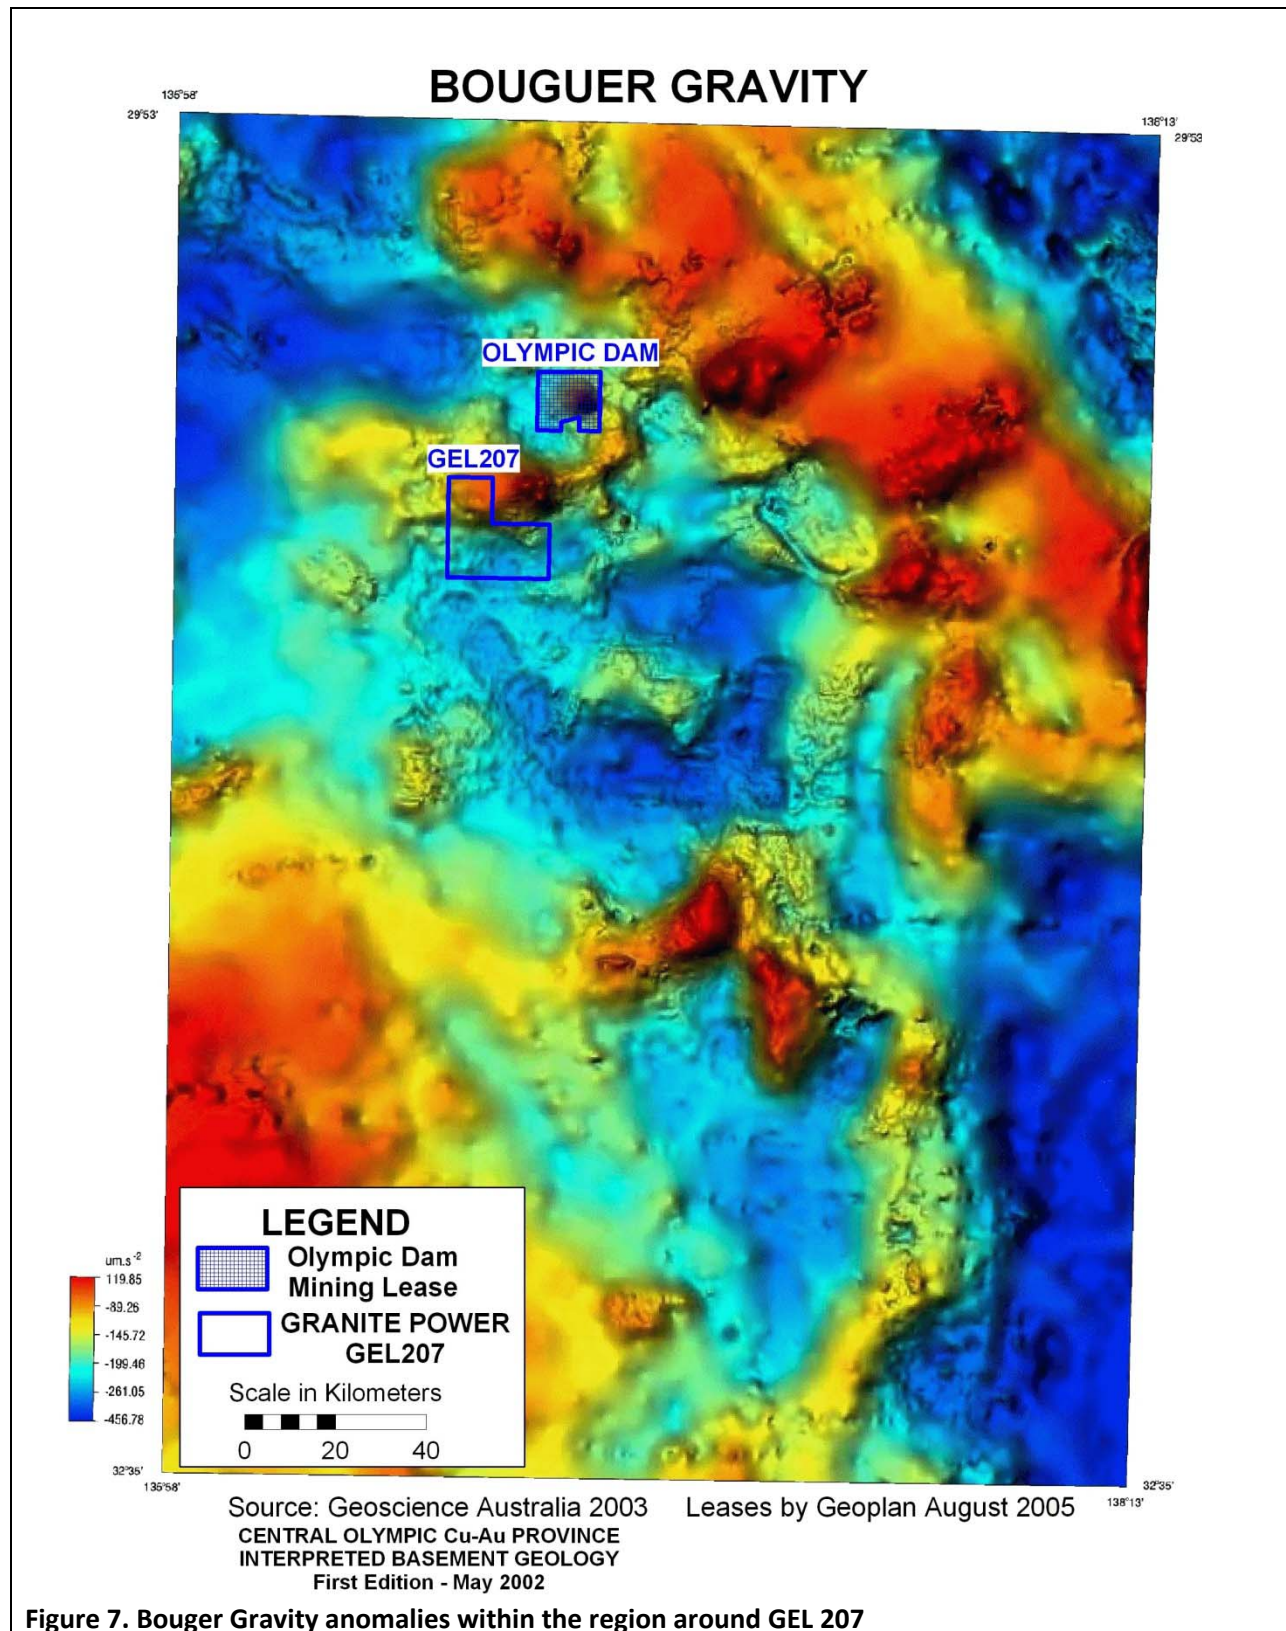 BOUGUER GRAVITY
135°58'
138°13'
29°53'
29°53
OLYMPIC DAM
GEL207
LEGEND
Olympic Dam
Mining Lease
GRANITE POWER
GEL207
Scale in Kilometers
0 20 40
um.s -2
119.85
-89.26
-145.72
-199.46
-261.05
-456.78
32°35'
32°35'
135°58'
138°13'
Source: Geoscience Australia 2003 Leases by Geoplan August 2005
CENTRAL OLYMPIC Cu-Au PROVINCE
INTERPRETED BASEMENT GEOLOGY
First Edition - May 2002
Figure 7. Bouger Gravity anomalies within the region around GEL 207